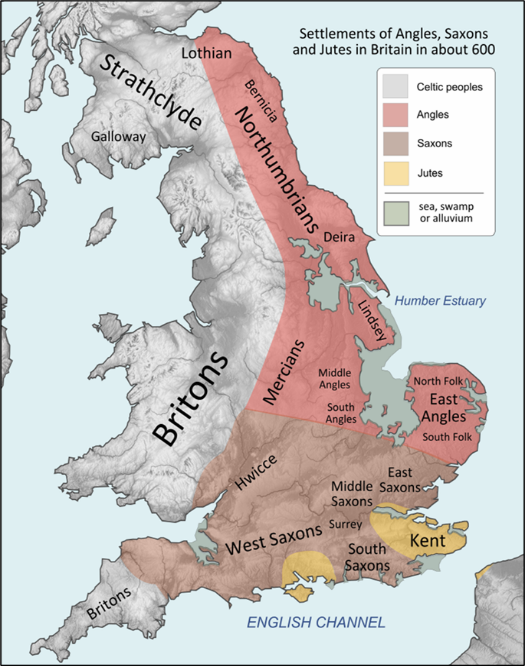 Settlements of Angles, Saxons
and Jutes in Britain in about 600
Celtic peoples
Angles
Saxons
Jutes
sea, swamp
or alluvium
Lothian
Strathclyde
Bernicia
Galloway
Northumbrians
Deira
Humber Estuary
Lindsey
Mercians
Britons
Middle
Angles
North Folk
East
Angles
South
Angles
South Folk
Hwicce
East
Saxons
Middle
Saxons
Surrey
West Saxons
Kent
South
Saxons
Britons
ENGLISH CHANNEL